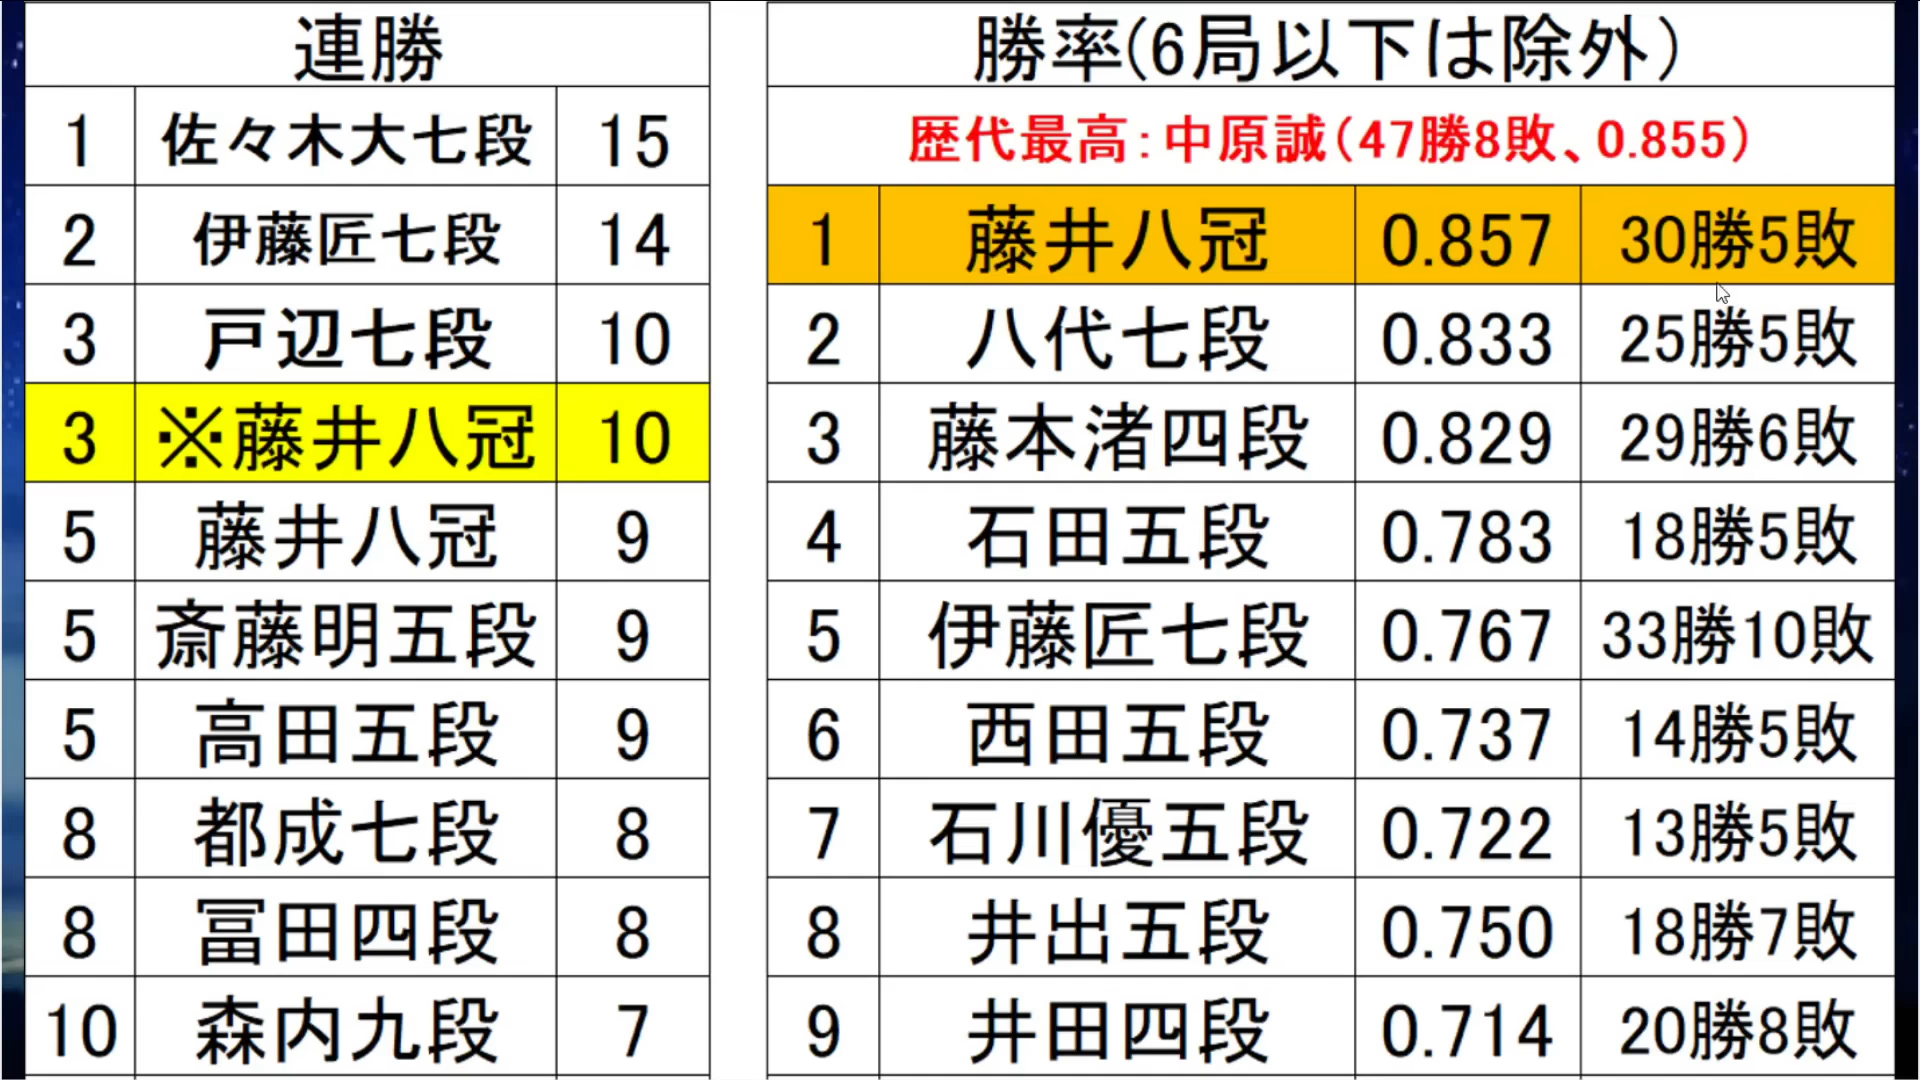 連勝
1 佐々木大七段 15
2 伊藤匠七段 14
3 戸辺七段 10
3 ※藤井八冠 10
5 藤井八冠 9
5 斎藤明五段 9
5 高田五段 9
8 都成七段 8
8 冨田四段 8
10 森内九段 7
勝率(6局以下は除外)
歴代最高:中原誠(47勝8敗、0.855)
1 藤井八冠 0.857 30勝5敗
2 八代七段 0.833 25勝5敗
3 藤本渚四段 0.829 29勝6敗
4 石田五段 0.783 18勝5敗
5 伊藤匠七段 0.767 33勝10敗
6 西田五段 0.737 14勝5敗
7 石川優五段 0.722 13勝5敗
8 井出五段 0.750 18勝7敗
9 井田四段 0.714 20勝8敗